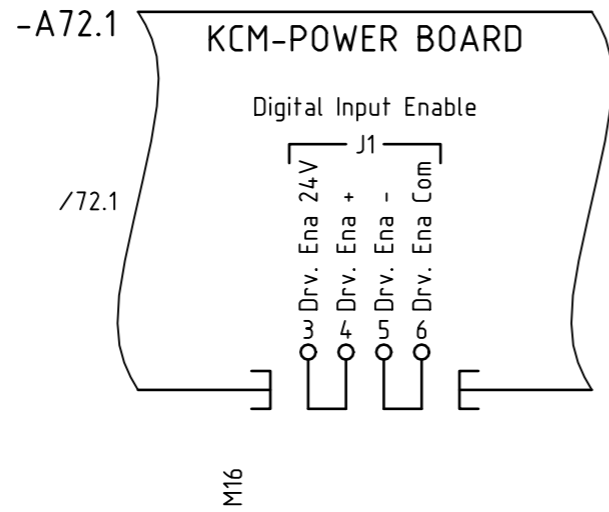 -A72.1
KCM-POWER BOARD
Digital Input Enable
J1
/72.1
Drv. Ena 24V
Drv. Ena +
Drv. Ena -
Drv. Ena Com
3 4 5 6
M16